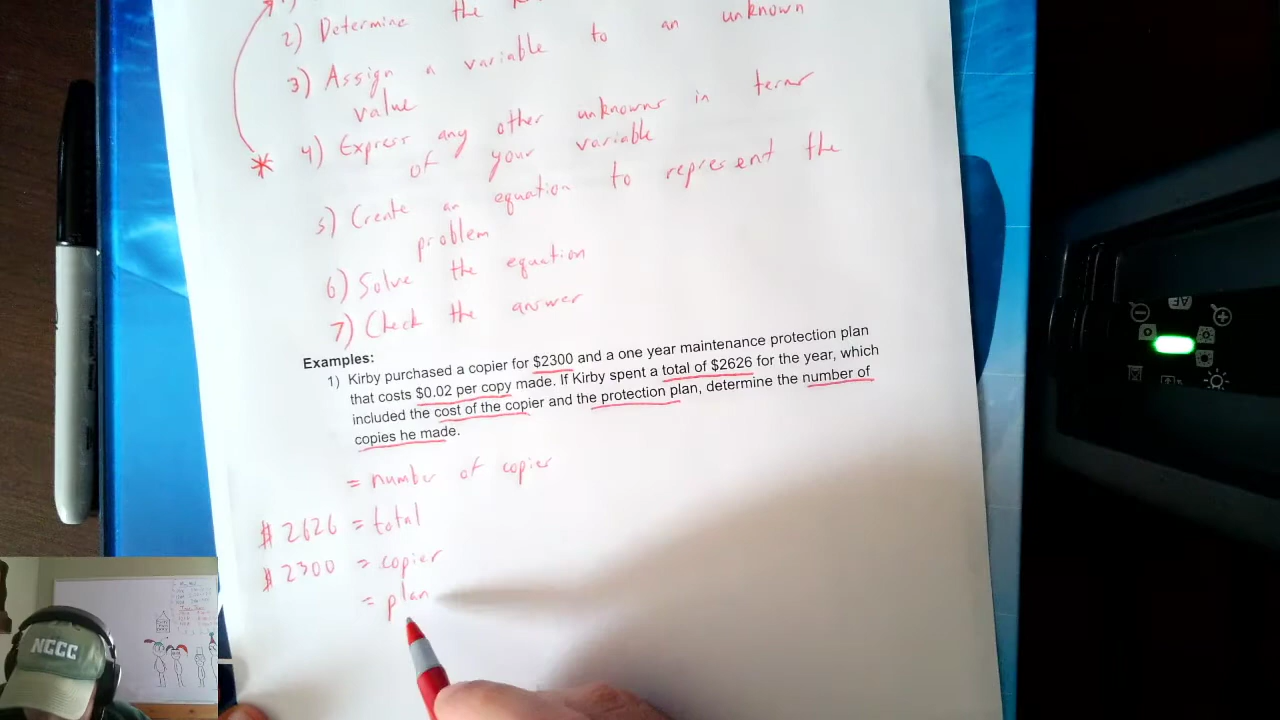 2) Determine the
3) Assign a variable to an unknown
value
4) Express any other unknowns in terms
of your variable
5) Create an equation to represent the
problem
6) Solve the equation
7) Check the answer
Examples:
1) Kirby purchased a copier for $2300 and a one year maintenance protection plan
that costs $0.02 per copy made. If Kirby spent a total of $2626 for the year, which
included the cost of the copier and the protection plan, determine the number of
copies he made.
= number of copies
$2626 = total
$2300 = copier
= plan
NGCC
AF